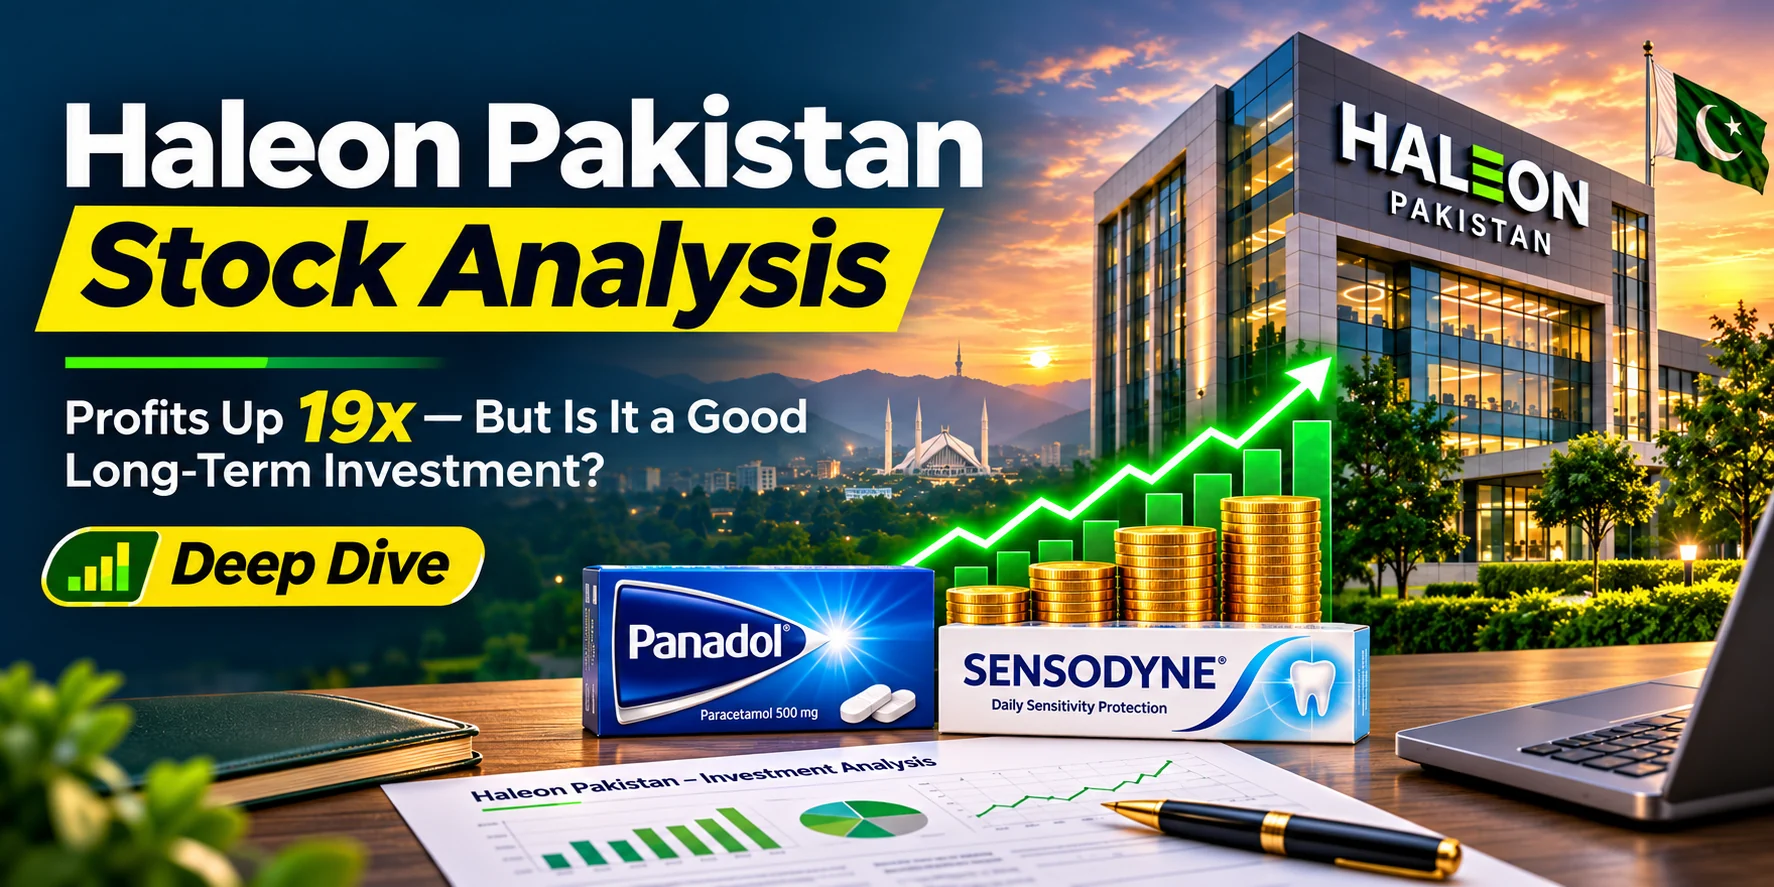 Haleon Pakistan
Stock Analysis
Profits Up 19x — But Is It a Good
Long-Term Investment?
Deep Dive
HALEON
PAKISTAN
Panadol®
Paracetamol 500 mg
SENSODYNE®
Daily Sensitivity Protection
Haleon Pakistan – Investment Analysis